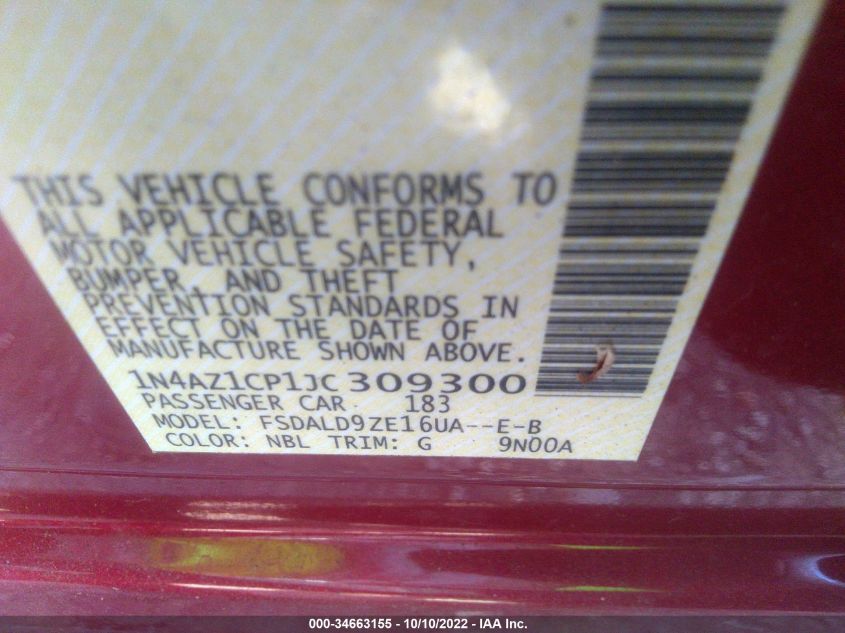 THIS VEHICLE CONFORMS TO
ALL APPLICABLE FEDERAL
MOTOR VEHICLE SAFETY,
BUMPER, AND THEFT
PREVENTION STANDARDS IN
EFFECT ON THE DATE OF
MANUFACTURE SHOWN ABOVE.
1N4AZ1CP1JC309300
PASSENGER CAR 183
MODEL: FSDALD9ZE16UA--E-B
COLOR: NBL TRIM: G 9N00A
000-34663155 - 10/10/2022 - IAA Inc.